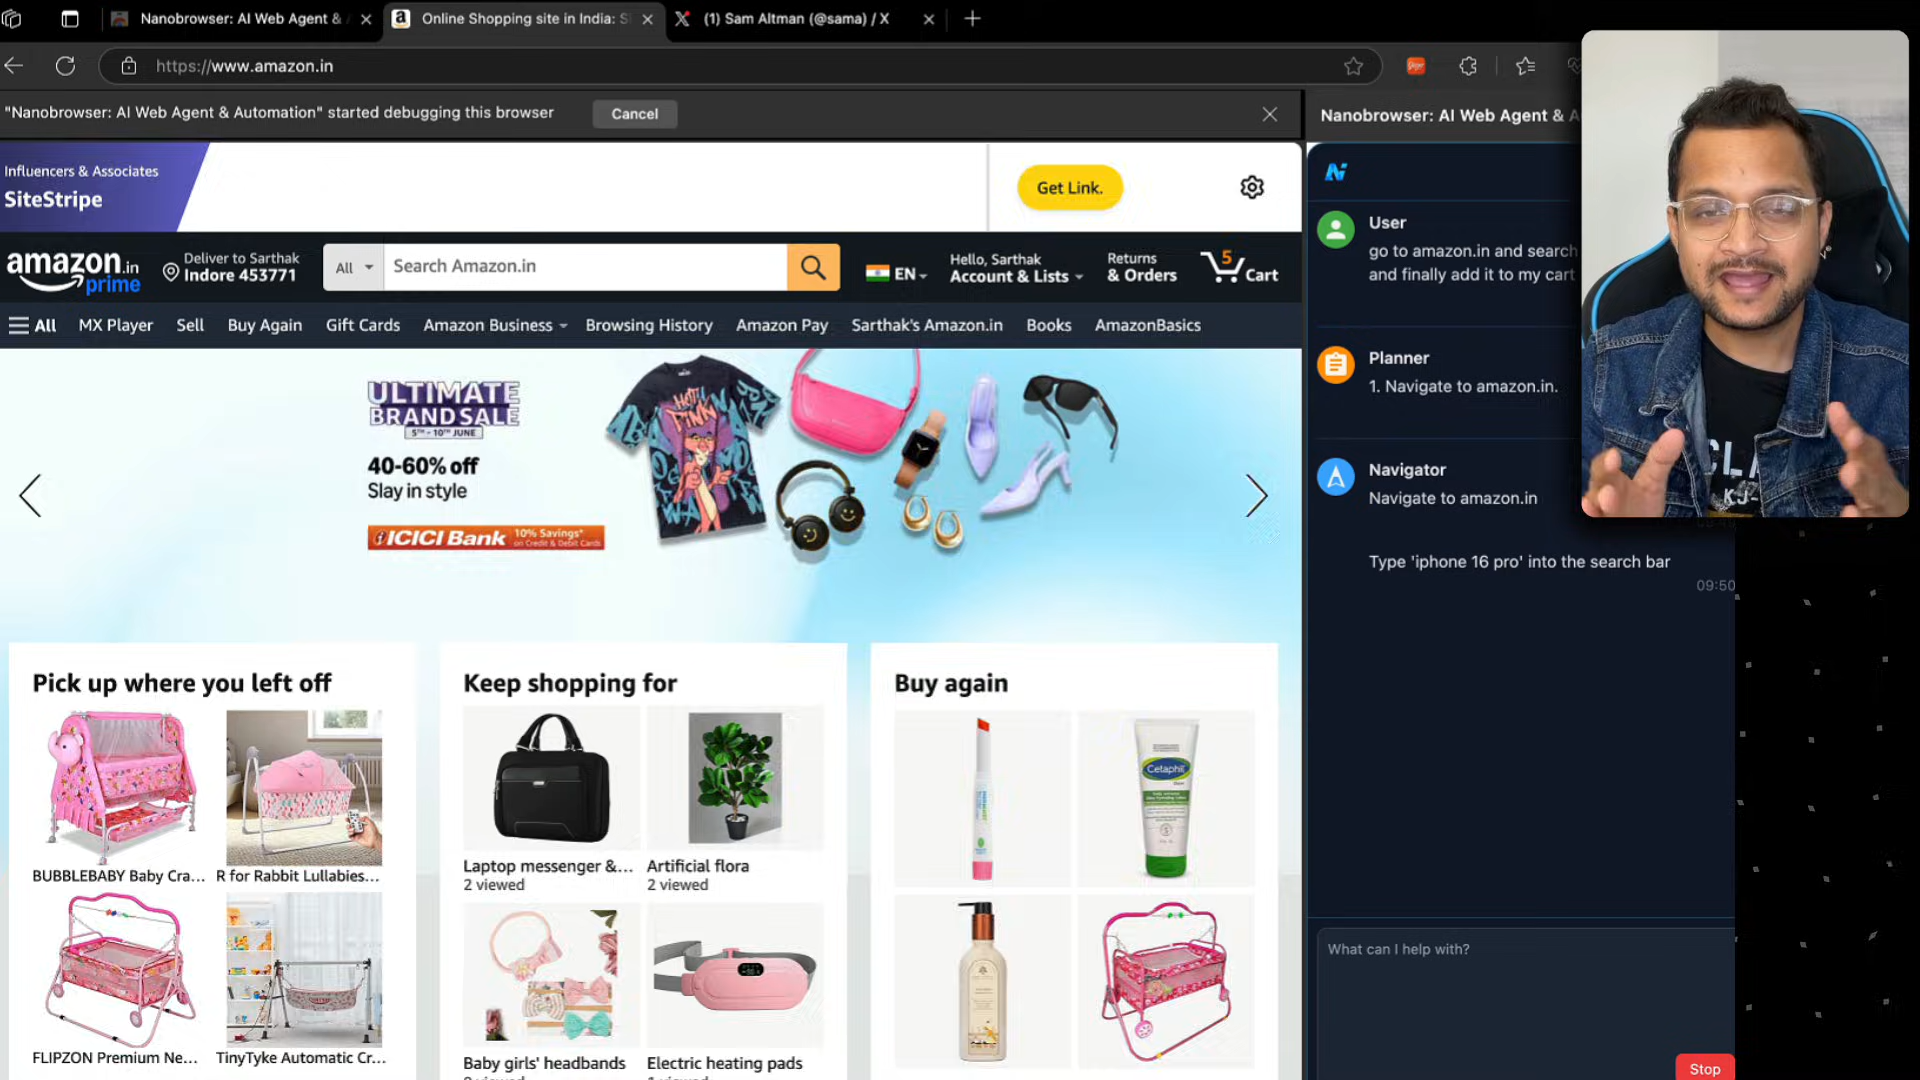 Nanobrowser: AI Web Agent &
Online Shopping site in India: S
(1) Sam Altman (@sama) / X
https://www.amazon.in
"Nanobrowser: AI Web Agent & Automation" started debugging this browser
Cancel
Influencers & Associates
SiteStripe
Get Link.
amazon.in
prime
Deliver to Sarthak
Indore 453771
All
Search Amazon.in
EN
Hello, Sarthak
Account & Lists
Returns
& Orders
5
Cart
All
MX Player
Sell
Buy Again
Gift Cards
Amazon Business
Browsing History
Amazon Pay
Sarthak's Amazon.in
Books
AmazonBasics
ULTIMATE
BRAND SALE
5TH - 10TH JUNE
40-60% off
Slay in style
ICICI Bank
10% Savings*
on Credit & Debit Cards
Pick up where you left off
BUBBLEBABY Baby Cra...
R for Rabbit Lullabies...
FLIPZON Premium Ne...
TinyTyke Automatic Cr...
Keep shopping for
Laptop messenger &...
2 viewed
Artificial flora
2 viewed
Baby girls' headbands
Electric heating pads
Buy again
Cetaphil
Nanobrowser: AI Web Agent & A
User
go to amazon.in and search
and finally add it to my cart
Planner
1. Navigate to amazon.in.
Navigator
Navigate to amazon.in
Type 'iphone 16 pro' into the search bar
09:50
What can I help with?
Stop